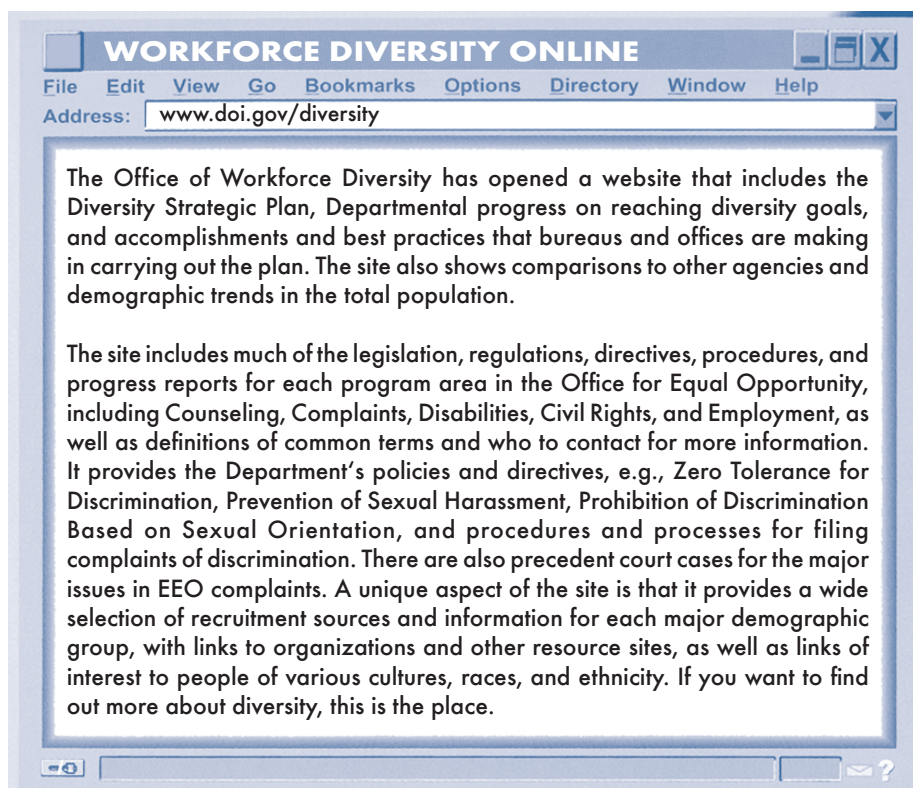 WORKFORCE DIVERSITY ONLINE
_ X
File Edit View Go Bookmarks Options Directory Window Help
Address: www.doi.gov/diversity
The Office of Workforce Diversity has opened a website that includes the
Diversity Strategic Plan, Departmental progress on reaching diversity goals,
and accomplishments and best practices that bureaus and offices are making
in carrying out the plan. The site also shows comparisons to other agencies and
demographic trends in the total population.
The site includes much of the legislation, regulations, directives, procedures, and
progress reports for each program area in the Office for Equal Opportunity,
including Counseling, Complaints, Disabilities, Civil Rights, and Employment, as
well as definitions of common terms and who to contact for more information.
It provides the Department‘s policies and directives, e.g., Zero Tolerance for
Discrimination, Prevention of Sexual Harassment, Prohibition of Discrimination
Based on Sexual Orientation, and procedures and processes for filing
complaints of discrimination. There are also precedent court cases for the major
issues in EEO complaints. A unique aspect of the site is that it provides a wide
selection of recruitment sources and information for each major demographic
group, with links to organizations and other resource sites, as well as links of
interest to people of various cultures, races, and ethnicity. If you want to find
out more about diversity, this is the place.
?